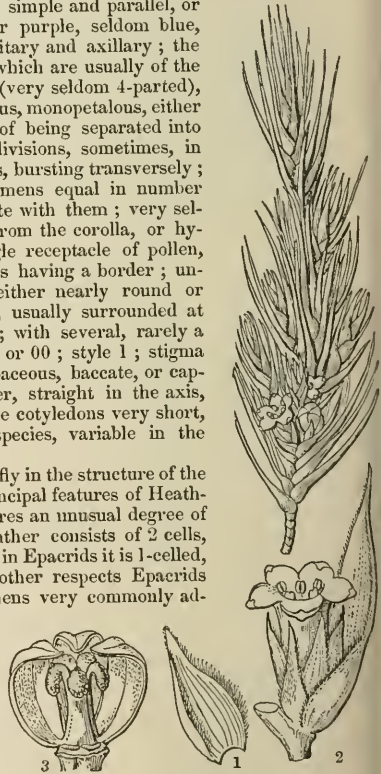 simple and parallel, or
r purple, seldom blue,
itary and axillary ; the
which are usually of the
(very seldom 4-parted),
us, monopetalous, either
of being separated into
livisions, sometimes, in
s, bursting transversely ;
mens equal in number
te with them ; very sel-
rom the corolla, or hy-
gle receptacle of pollen,
s having a border ; un-
either nearly round or
usually surrounded at
; with several, rarely a
or 00 ; style 1 ; stigma
paceous, baccate, or cap-
er, straight in the axis,
e cotyledons very short,
species, variable in the
fly in the structure of the
ncipal features of Heath-
res an unusual degree of
ther consists of 2 cells,
in Epacrids it is 1-celled,
other respects Epacrids
nens very commonly ad-
3 1 2